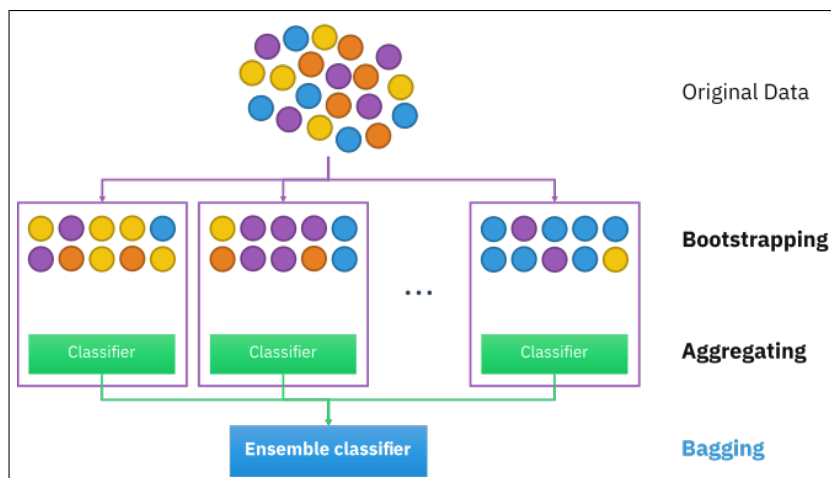 Original Data
Bootstrapping
...
Classifier
Classifier
Classifier
Aggregating
Ensemble classifier
Bagging